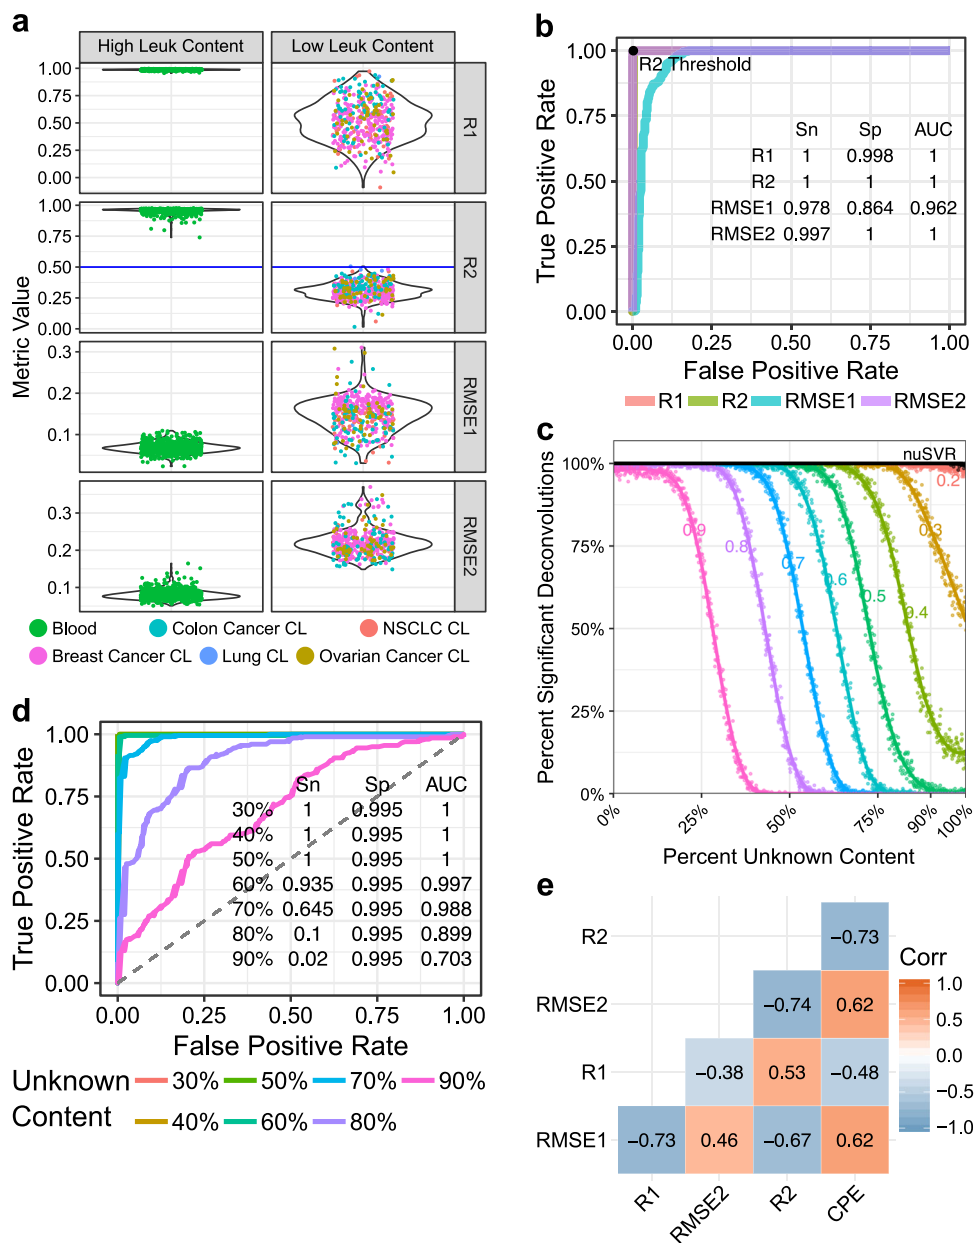 a
High Leuk Content
Low Leuk Content
Metric Value
1.00
0.75
0.50
0.25
0.00
R1
1.00
0.75
0.50
0.25
0.00
R2
0.3
0.2
0.1
RMSE1
0.3
0.2
0.1
RMSE2
Blood
Colon Cancer CL
NSCLC CL
Breast Cancer CL
Lung CL
Ovarian Cancer CL
b
True Positive Rate
1.00
0.75
0.50
0.25
0.00
R2 Threshold
Sn Sp AUC
R1 1 0.998 1
R2 1 1 1
RMSE1 0.978 0.864 0.962
RMSE2 0.997 1 1
0.00 0.25 0.50 0.75 1.00
False Positive Rate
R1 R2 RMSE1 RMSE2
c
Percent Significant Deconvolutions
100%
75%
50%
25%
0%
nuSVR
0.2
0.3
0.4
0.5
0.6
0.7
0.8
0.9
0% 25% 50% 75% 90% 100%
Percent Unknown Content
d
True Positive Rate
1.00
0.75
0.50
0.25
0.00
Sn Sp AUC
30% 1 0.995 1
40% 1 0.995 1
50% 1 0.995 1
60% 0.935 0.995 0.997
70% 0.645 0.995 0.988
80% 0.1 0.995 0.899
90% 0.02 0.995 0.703
0.00 0.25 0.50 0.75 1.00
False Positive Rate
Unknown Content
30% 50% 70% 90%
40% 60% 80%
e
R2
−0.73
RMSE2
−0.74 0.62
R1
−0.38 0.53 −0.48
RMSE1
−0.73 0.46 −0.67 0.62
R1 RMSE2 R2 CPE
Corr
1.0
0.5
0.0
−0.5
−1.0